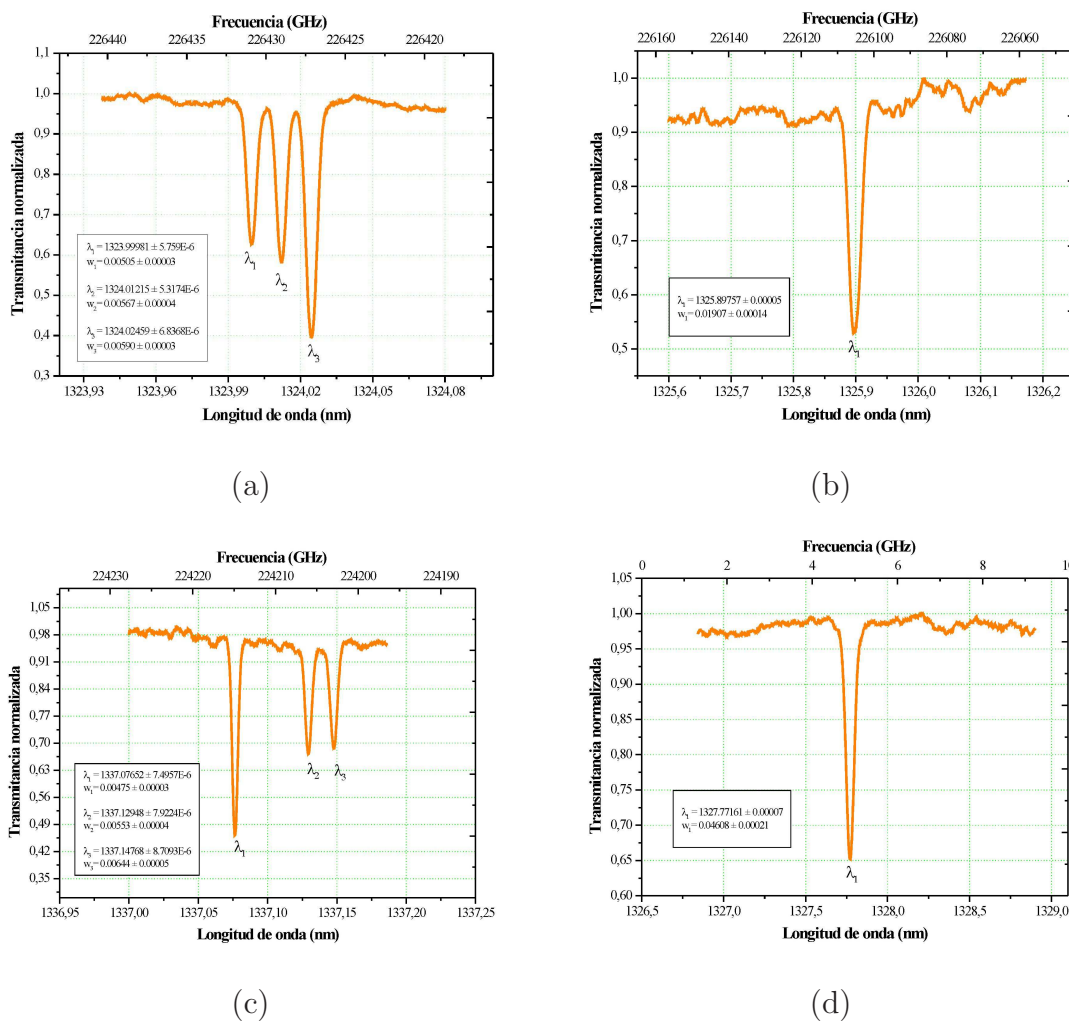 Frecuencia (GHz)
226440 226435 226430 226425 226420
1,1
1,0
0,9
0,8
0,7
0,6
0,5
0,4
0,3
Transmitancia normalizada
λ1 = 1323.99981 ± 5.759E-6
w1 = 0.00505 ± 0.00003
λ2 = 1324.01215 ± 5.3174E-6
w2 = 0.00567 ± 0.00004
λ3 = 1324.02459 ± 6.8368E-6
w3 = 0.00590 ± 0.00003
λ1
λ2
λ3
1323,93 1323,96 1323,99 1324,02 1324,05 1324,08
Longitud de onda (nm)
(a)
Frecuencia (GHz)
226160 226140 226120 226100 226080 226060
1,0
0,9
0,8
0,7
0,6
0,5
Transmitancia normalizada
λ1 = 1325.89757 ± 0.00005
w1 = 0.01907 ± 0.00014
λ1
1325,6 1325,7 1325,8 1325,9 1326,0 1326,1 1326,2
Longitud de onda (nm)
(b)
Frecuencia (GHz)
224230 224220 224210 224200 224190
1,05
0,98
0,91
0,84
0,77
0,70
0,63
0,56
0,49
0,42
0,35
Transmitancia normalizada
λ1 = 1337.07652 ± 7.4957E-6
w1 = 0.00475 ± 0.00003
λ2 = 1337.12948 ± 7.9224E-6
w2 = 0.00553 ± 0.00004
λ3 = 1337.14768 ± 8.7093E-6
w3 = 0.00644 ± 0.00005
λ1
λ2
λ3
1336,95 1337,00 1337,05 1337,10 1337,15 1337,20 1337,25
Longitud de onda (nm)
(c)
Frecuencia (GHz)
0 2 4 6 8 10
1,05
1,00
0,95
0,90
0,85
0,80
0,75
0,70
0,65
0,60
Transmitancia normalizada
λ1 = 1327.77161 ± 0.00007
w1 = 0.04608 ± 0.00021
λ1
1326,5 1327,0 1327,5 1328,0 1328,5 1329,0
Longitud de onda (nm)
(d)